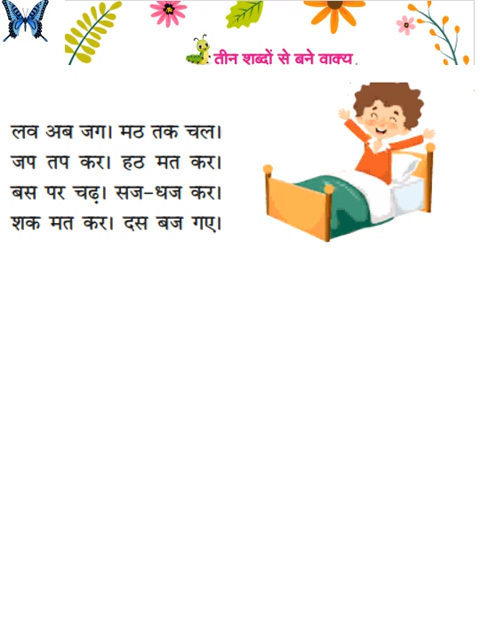 तीन शब्दों से बने वाक्य
लव अब जग। मठ तक चल।
जप तप कर। हठ मत कर।
बस पर चढ़। सज-धज कर।
शक मत कर। दस बज गए।